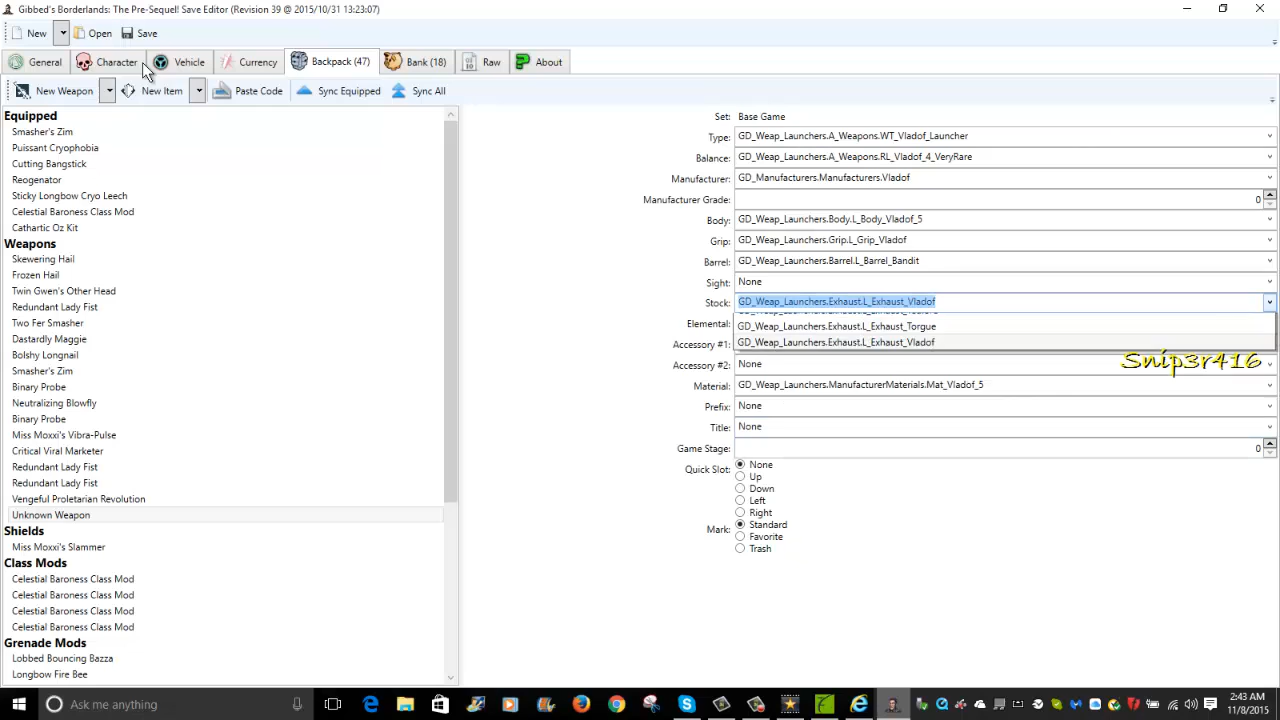 Gibbed's Borderlands: The Pre-Sequel! Save Editor (Revision 39 @ 2015/10/31 13:23:07)
New Open Save
General Character Vehicle Currency Backpack (47) Bank (18) Raw About
New Weapon New Item Paste Code Sync Equipped Sync All
Equipped
Smasher's Zim
Puissant Cryophobia
Cutting Bangstick
Reogenator
Sticky Longbow Cryo Leech
Celestial Baroness Class Mod
Cathartic Oz Kit
Weapons
Skewering Hail
Frozen Hail
Twin Gwen's Other Head
Redundant Lady Fist
Two Fer Smasher
Dastardly Maggie
Bolshy Longnail
Smasher's Zim
Binary Probe
Neutralizing Blowfly
Binary Probe
Miss Moxxi's Vibra-Pulse
Critical Viral Marketer
Redundant Lady Fist
Redundant Lady Fist
Vengeful Proletarian Revolution
Unknown Weapon
Shields
Miss Moxxi's Slammer
Class Mods
Celestial Baroness Class Mod
Celestial Baroness Class Mod
Celestial Baroness Class Mod
Celestial Baroness Class Mod
Grenade Mods
Lobbed Bouncing Bazza
Longbow Fire Bee
Set: Base Game
Type: GD_Weap_Launchers.A_Weapons.WT_Vladof_Launcher
Balance: GD_Weap_Launchers.A_Weapons.RL_Vladof_4_VeryRare
Manufacturer: GD_Manufacturers.Manufacturers.Vladof
Manufacturer Grade: 0
Body: GD_Weap_Launchers.Body.L_Body_Vladof_5
Grip: GD_Weap_Launchers.Grip.L_Grip_Vladof
Barrel: GD_Weap_Launchers.Barrel.L_Barrel_Bandit
Sight: None
Stock: GD_Weap_Launchers.Exhaust.L_Exhaust_Vladof
Elemental: GD_Weap_Launchers.Exhaust.L_Exhaust_Torgue
Accessory #1: GD_Weap_Launchers.Exhaust.L_Exhaust_Vladof
Snip3r416
Accessory #2: None
Material: GD_Weap_Launchers.ManufacturerMaterials.Mat_Vladof_5
Prefix: None
Title: None
Game Stage: 0
Quick Slot: None
Up
Down
Left
Right
Mark: Standard
Favorite
Trash
Ask me anything
2:43 AM
11/8/2015